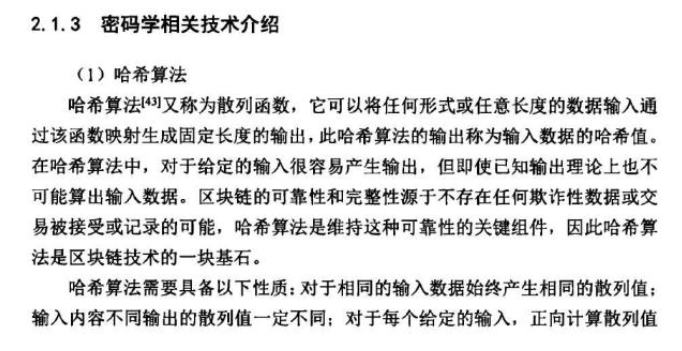 2.1.3 密码学相关技术介绍
（1）哈希算法
哈希算法[43]又称为散列函数，它可以将任何形式或任意长度的数据输入通
过该函数映射生成固定长度的输出，此哈希算法的输出称为输入数据的哈希值。
在哈希算法中，对于给定的输入很容易产生输出，但即使已知输出理论上也不
可能算出输入数据。区块链的可靠性和完整性源于不存在任何欺诈性数据或交
易被接受或记录的可能，哈希算法是维持这种可靠性的关键组件，因此哈希算
法是区块链技术的一块基石。
哈希算法需要具备以下性质：对于相同的输入数据始终产生相同的散列值；
输入内容不同输出的散列值一定不同；对于每个给定的输入，正向计算散列值